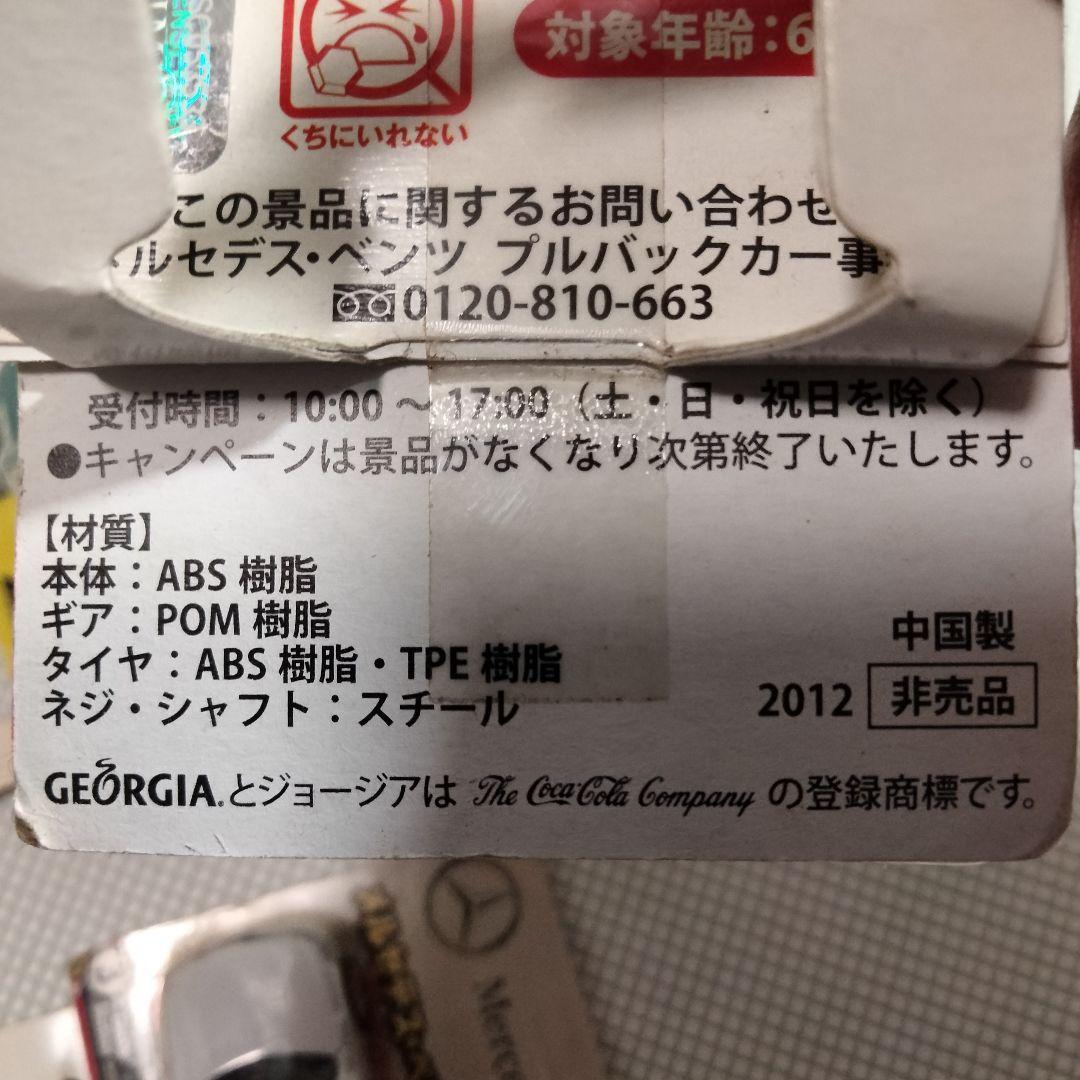 対象年齢：6
くちにいれない
この景品に関するお問い合わせ
ルセデス・ベンツ プルバックカー事
0120-810-663
受付時間：10:00 ～ 17:00（土・日・祝日を除く）
●キャンペーンは景品がなくなり次第終了いたします。
【材質】
本体：ABS 樹脂
ギア：POM 樹脂
タイヤ：ABS 樹脂・TPE 樹脂
ネジ・シャフト：スチール
中国製
2012 非売品
GEORGIA.とジョージアは The Coca-Cola Company の登録商標です。
Merce